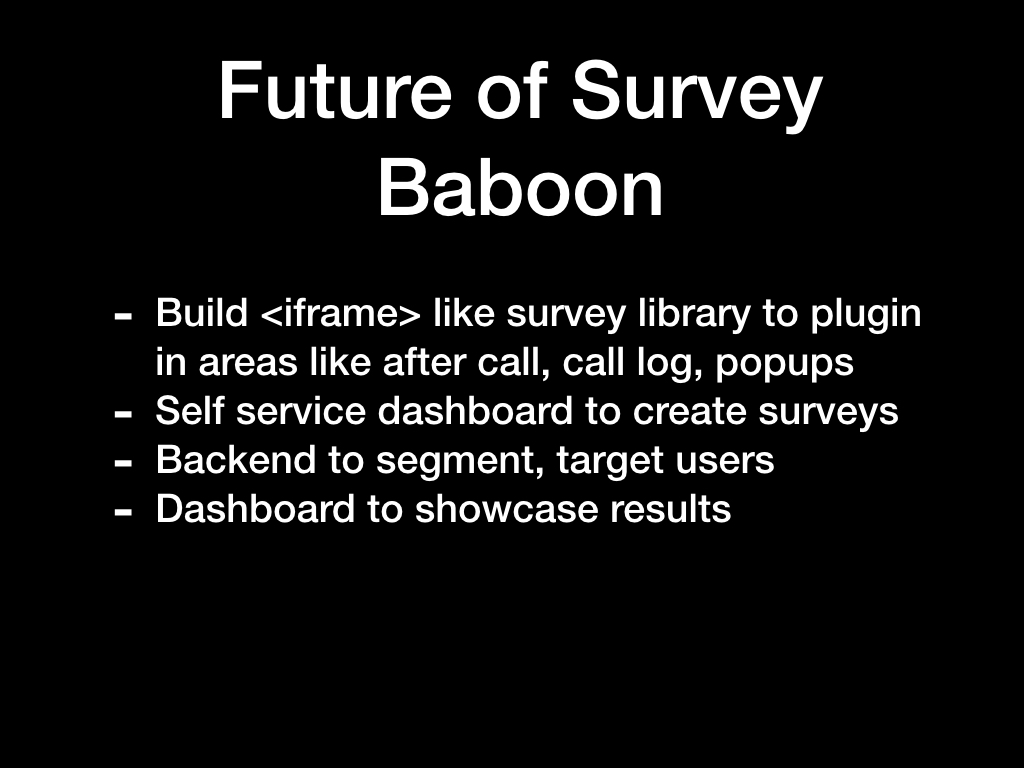 Future of Survey
Baboon
- Build <iframe> like survey library to plugin
in areas like after call, call log, popups
- Self service dashboard to create surveys
- Backend to segment, target users
- Dashboard to showcase results